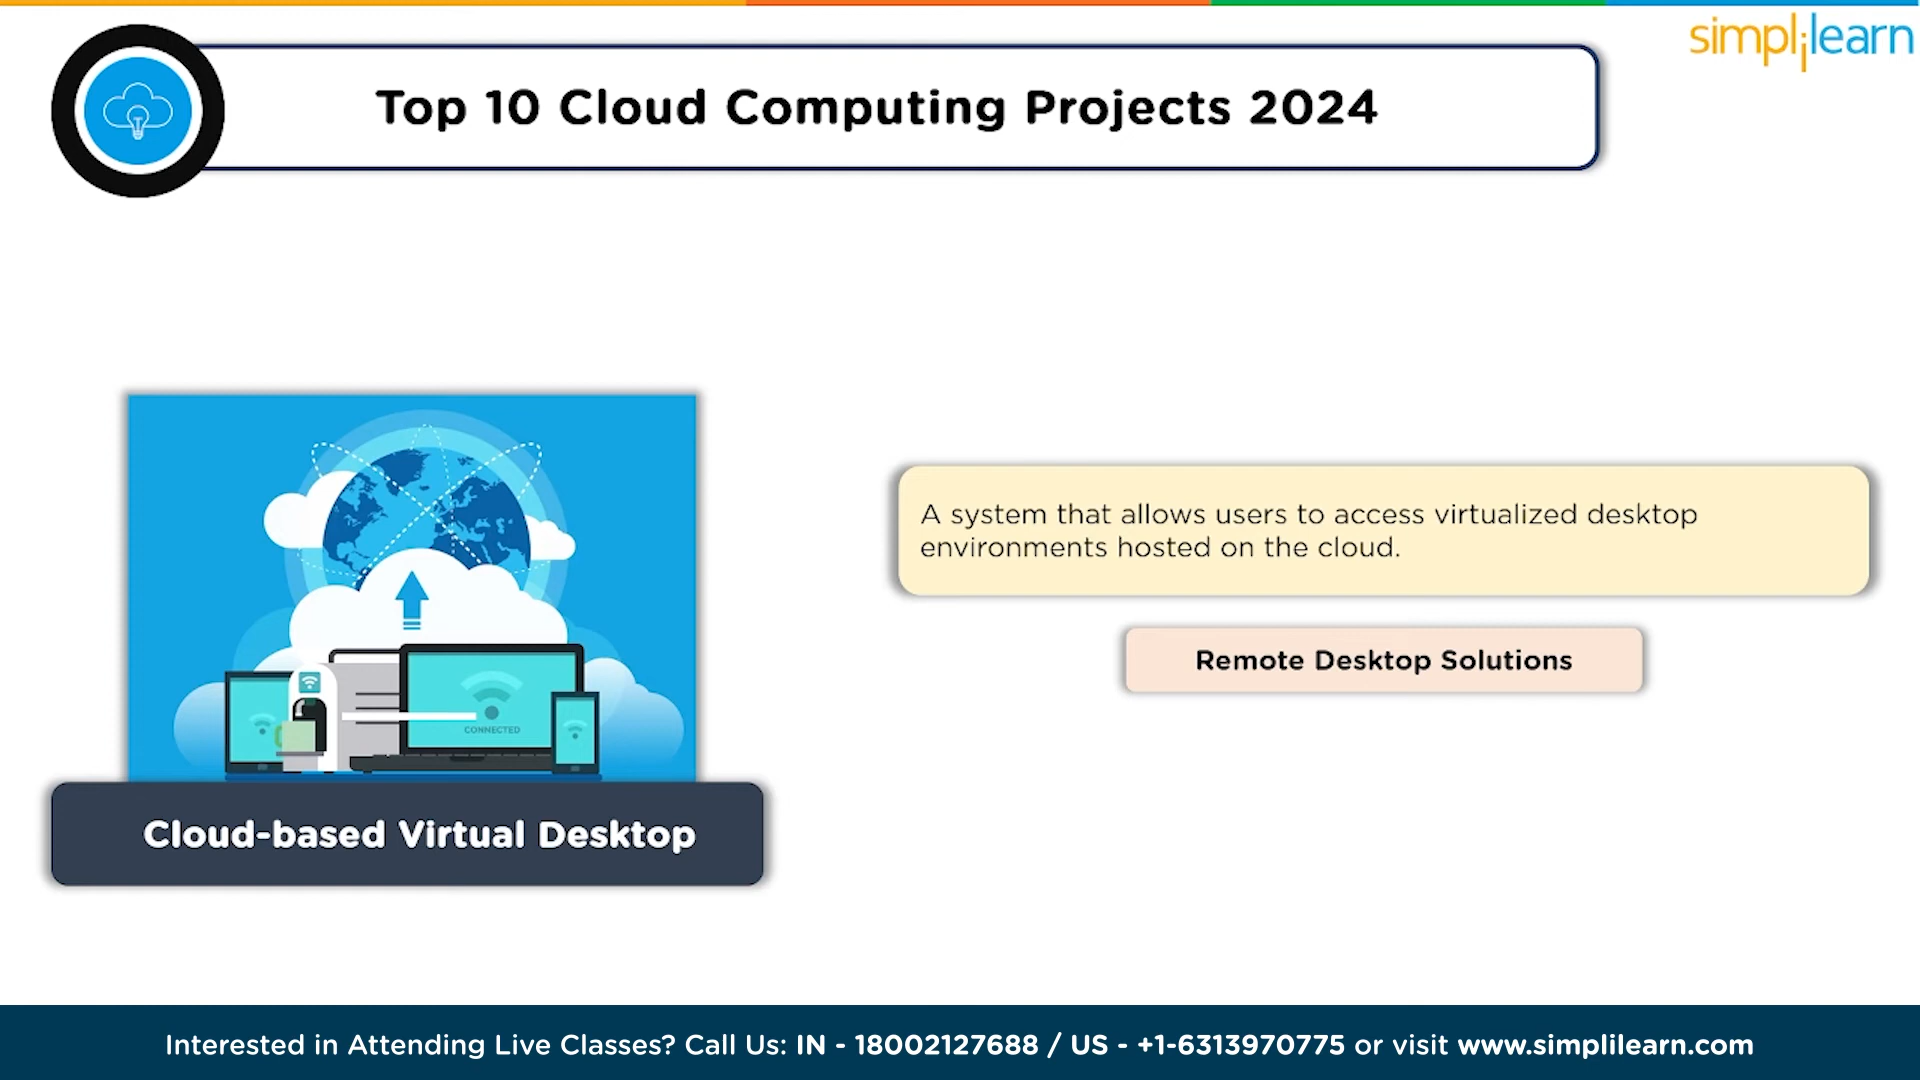 simplilearn
Top 10 Cloud Computing Projects 2024
A system that allows users to access virtualized desktop
environments hosted on the cloud.
Remote Desktop Solutions
CONNECTED
Cloud-based Virtual Desktop
Interested in Attending Live Classes? Call Us: IN - 18002127688 / US - +1-6313970775 or visit www.simplilearn.com